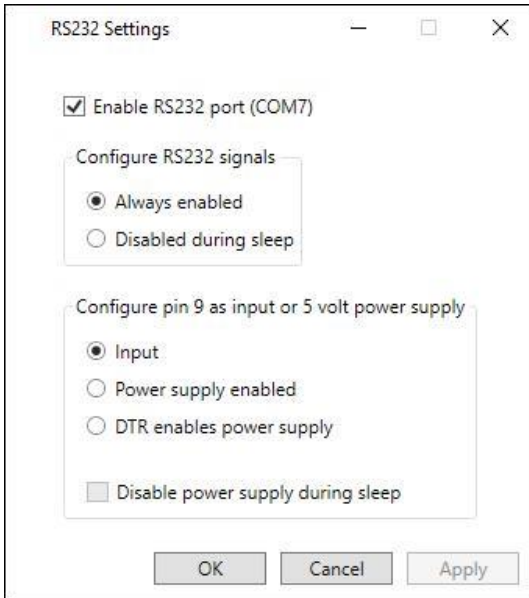 RS232 Settings
Enable RS232 port (COM7)
Configure RS232 signals
Always enabled
Disabled during sleep
Configure pin 9 as input or 5 volt power supply
Input
Power supply enabled
DTR enables power supply
Disable power supply during sleep
OK Cancel Apply